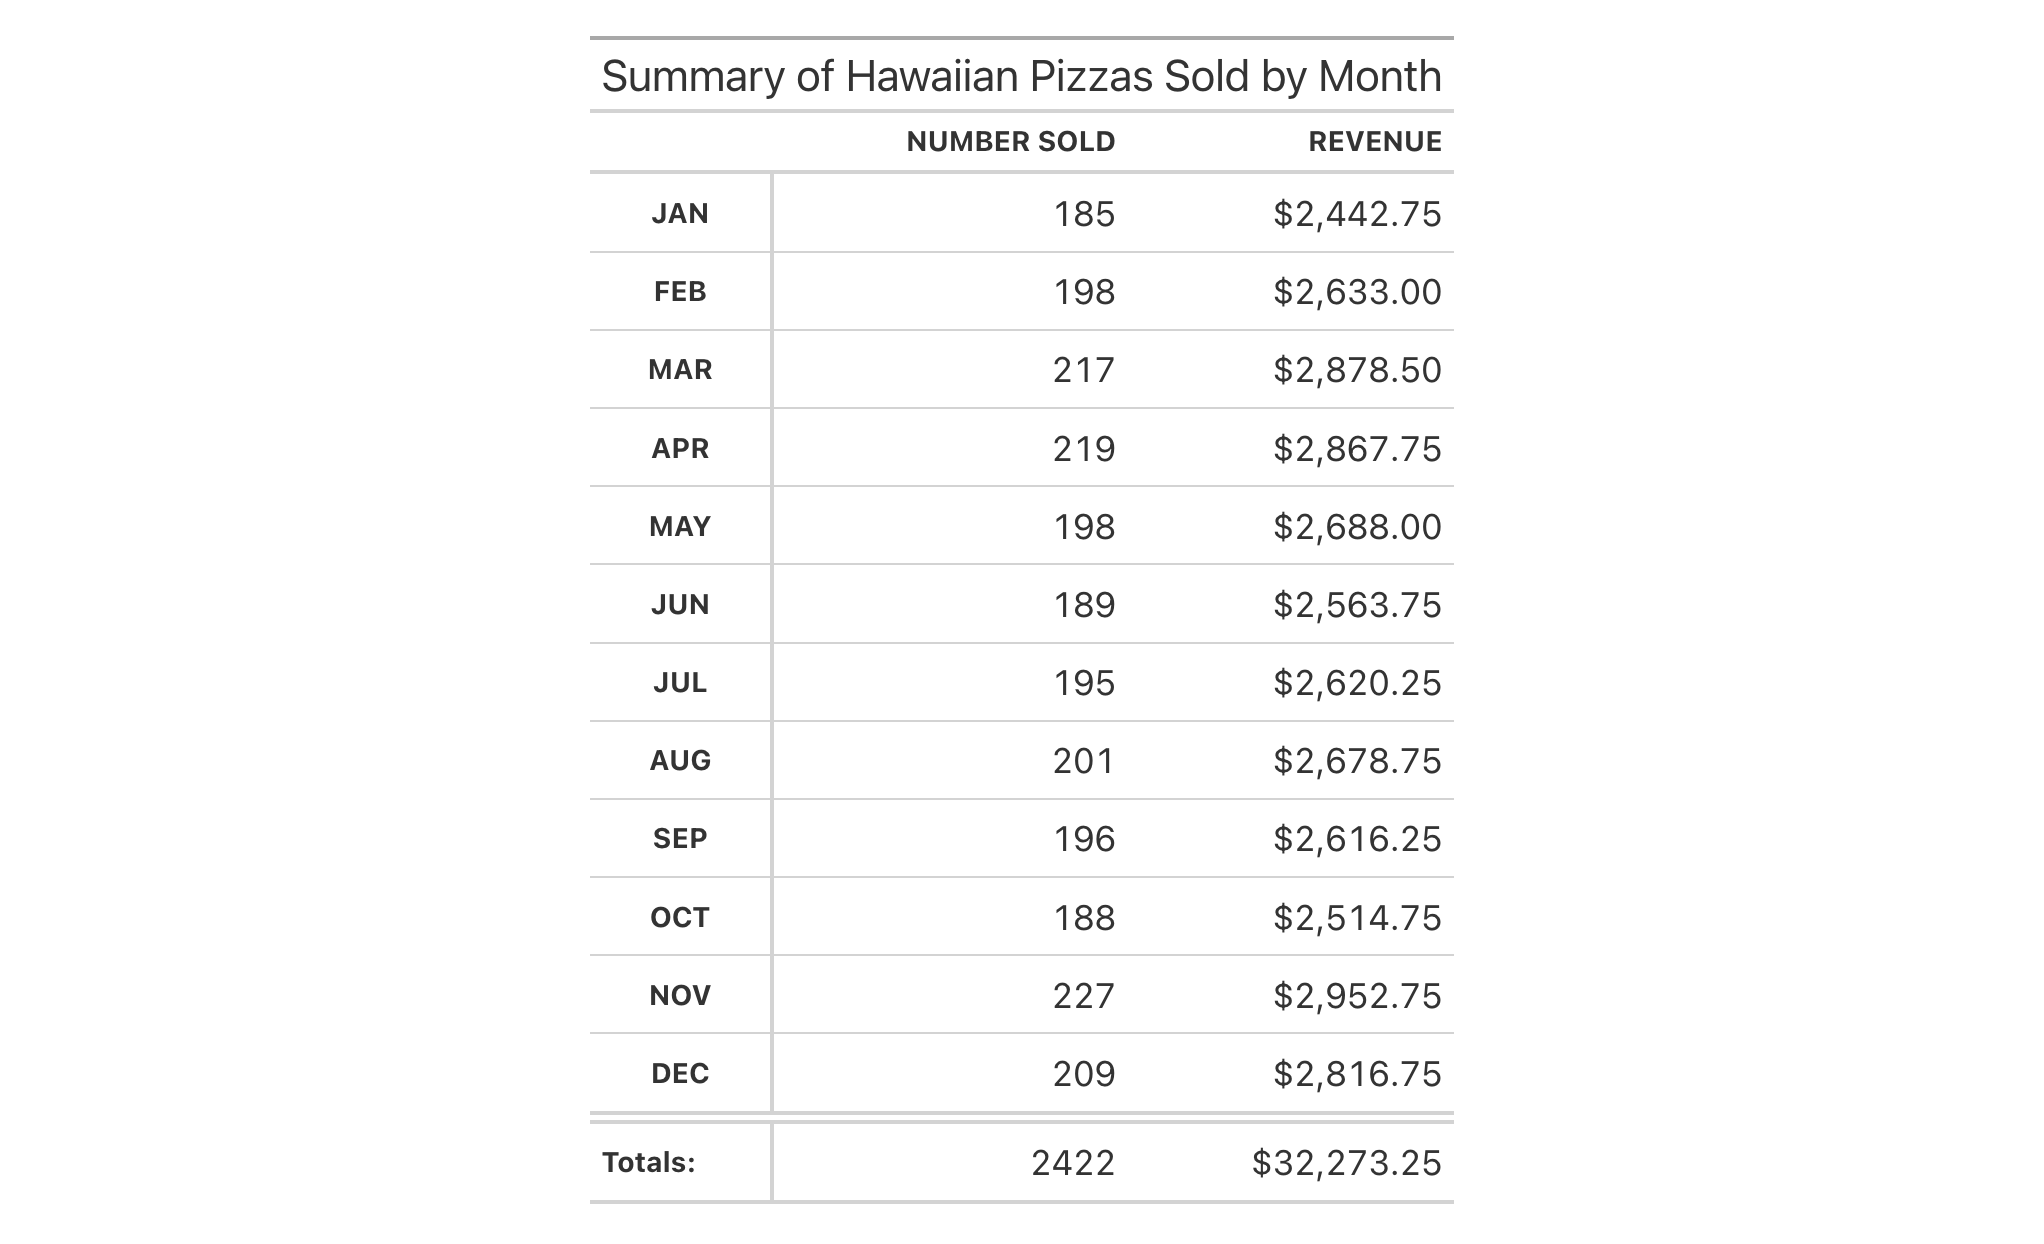 Summary of Hawaiian Pizzas Sold by Month
NUMBER SOLD REVENUE
JAN 185 $2,442.75
FEB 198 $2,633.00
MAR 217 $2,878.50
APR 219 $2,867.75
MAY 198 $2,688.00
JUN 189 $2,563.75
JUL 195 $2,620.25
AUG 201 $2,678.75
SEP 196 $2,616.25
OCT 188 $2,514.75
NOV 227 $2,952.75
DEC 209 $2,816.75
Totals: 2422 $32,273.25